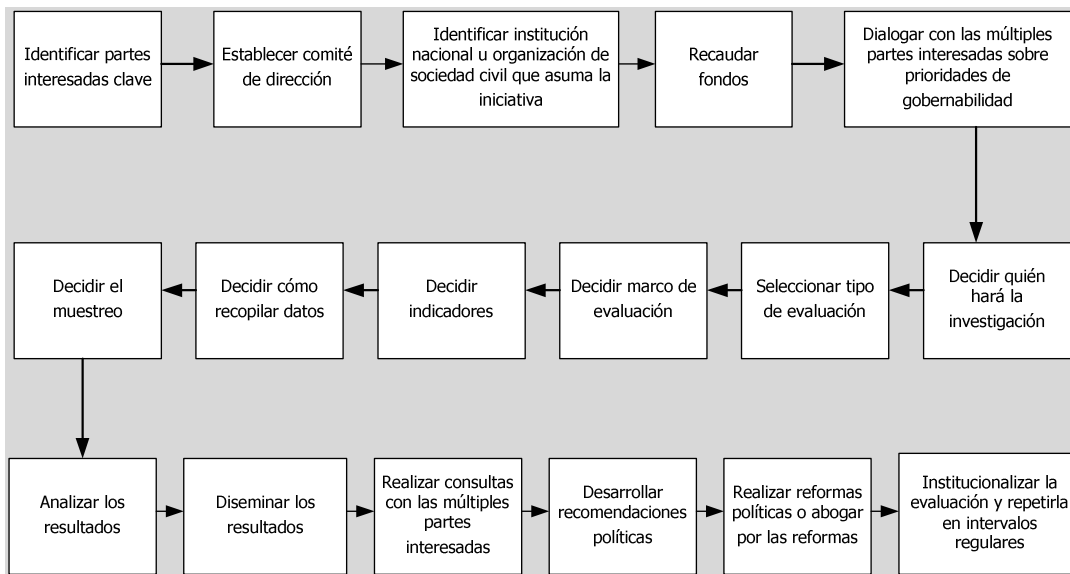 Identificar partes
interesadas clave
Establecer comité
de dirección
Identificar institución
nacional u organización de
sociedad civil que asuma la
iniciativa
Recaudar
fondos
Dialogar con las múltiples
partes interesadas sobre
prioridades de
gobernabilidad
Decidir el
muestreo
Decidir cómo
recopilar datos
Decidir
indicadores
Decidir marco de
evaluación
Seleccionar tipo
de evaluación
Decidir quién
hará la
investigación
Analizar los
resultados
Diseminar los
resultados
Realizar consultas
con las múltiples
partes
interesadas
Desarrollar
recomendaciones
políticas
Realizar reformas
políticas o abogar
por las reformas
Institucionalizar la
evaluación y repetirla
en intervalos
regulares